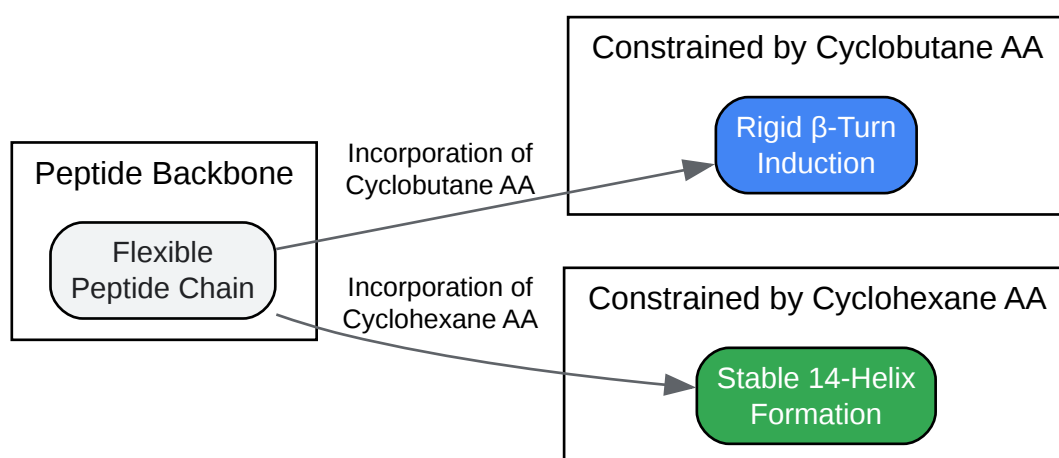 Peptide Backbone
Flexible
Peptide Chain
Incorporation of
Cyclobutane AA
Constrained by Cyclobutane AA
Rigid β-Turn
Induction
Incorporation of
Cyclohexane AA
Constrained by Cyclohexane AA
Stable 14-Helix
Formation